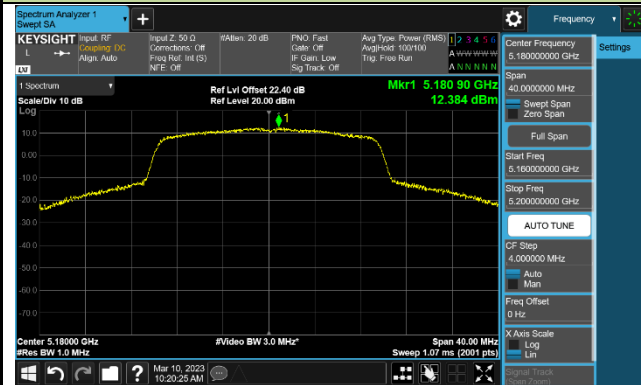 Spectrum Analyzer 1
Swept SA
Frequency
KEYSIGHT
Input: RF
Coupling: DC
Align: Auto
Input Z: 50 Ω
Corrections: Off
Freq Ref: Int (S)
NFE: Off
#Atten: 20 dB
PNO: Fast
Gate: Off
IF Gain: Low
Sig Track: Off
Avg Type: Power (RMS)
Avg|Hold: 100/100
Trig: Free Run
1 2 3 4 5 6
A W W W W W
A N N N N N
L
LXI
Settings
1 Spectrum
Scale/Div 10 dB
Log
Ref Lvl Offset 22.40 dB
Ref Level 20.00 dBm
Mkr1 5.180 90 GHz
12.384 dBm
1
10.0
0.00
-10.0
-20.0
-30.0
-40.0
-50.0
-60.0
-70.0
Center 5.18000 GHz
#Res BW 1.0 MHz
#Video BW 3.0 MHz*
Span 40.00 MHz
Sweep 1.07 ms (2001 pts)
Center Frequency
5.180000000 GHz
Span
40.0000000 MHz
Swept Span
Zero Span
Full Span
Start Freq
5.160000000 GHz
Stop Freq
5.200000000 GHz
AUTO TUNE
CF Step
4.000000 MHz
Auto
Man
Freq Offset
0 Hz
X Axis Scale
Log
Lin
Signal Track
(Span Zoom)
Mar 10, 2023
10:20:25 AM